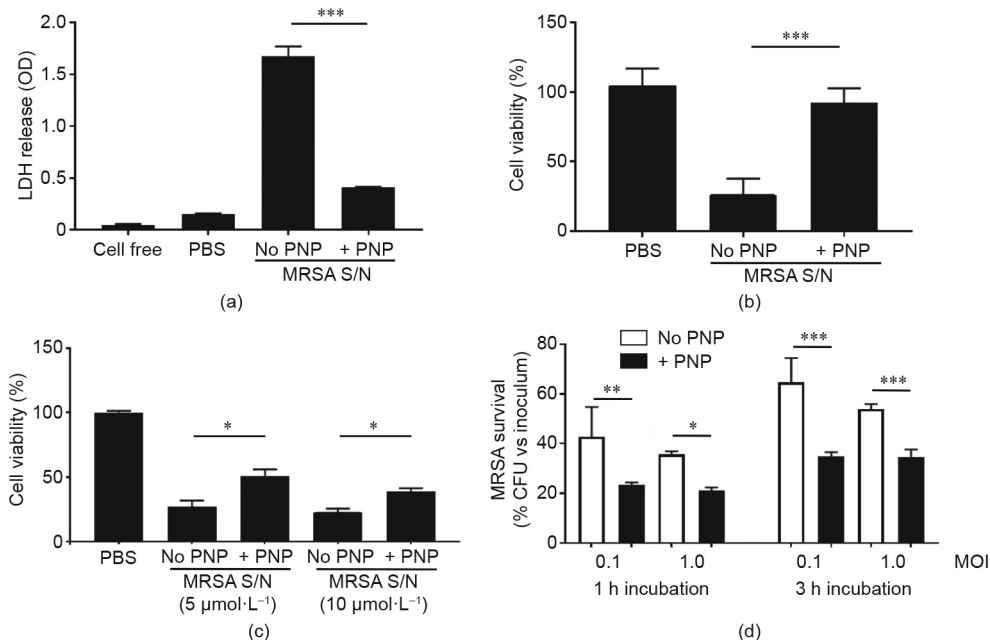 LDH release (OD)
2.0
1.5
1.0
0.5
0
***
Cell free PBS No PNP + PNP
MRSA S/N
(a)
Cell viability (%)
150
100
50
0
***
PBS No PNP + PNP
MRSA S/N
(b)
Cell viability (%)
150
100
50
0
* *
PBS No PNP + PNP No PNP + PNP
MRSA S/N MRSA S/N
(5 μmol·L⁻¹) (10 μmol·L⁻¹)
(c)
MRSA survival
(% CFU vs inoculum)
80
60
40
20
0
No PNP
+ PNP
** * *** ***
0.1 1.0 0.1 1.0 MOI
1 h incubation 3 h incubation
(d)